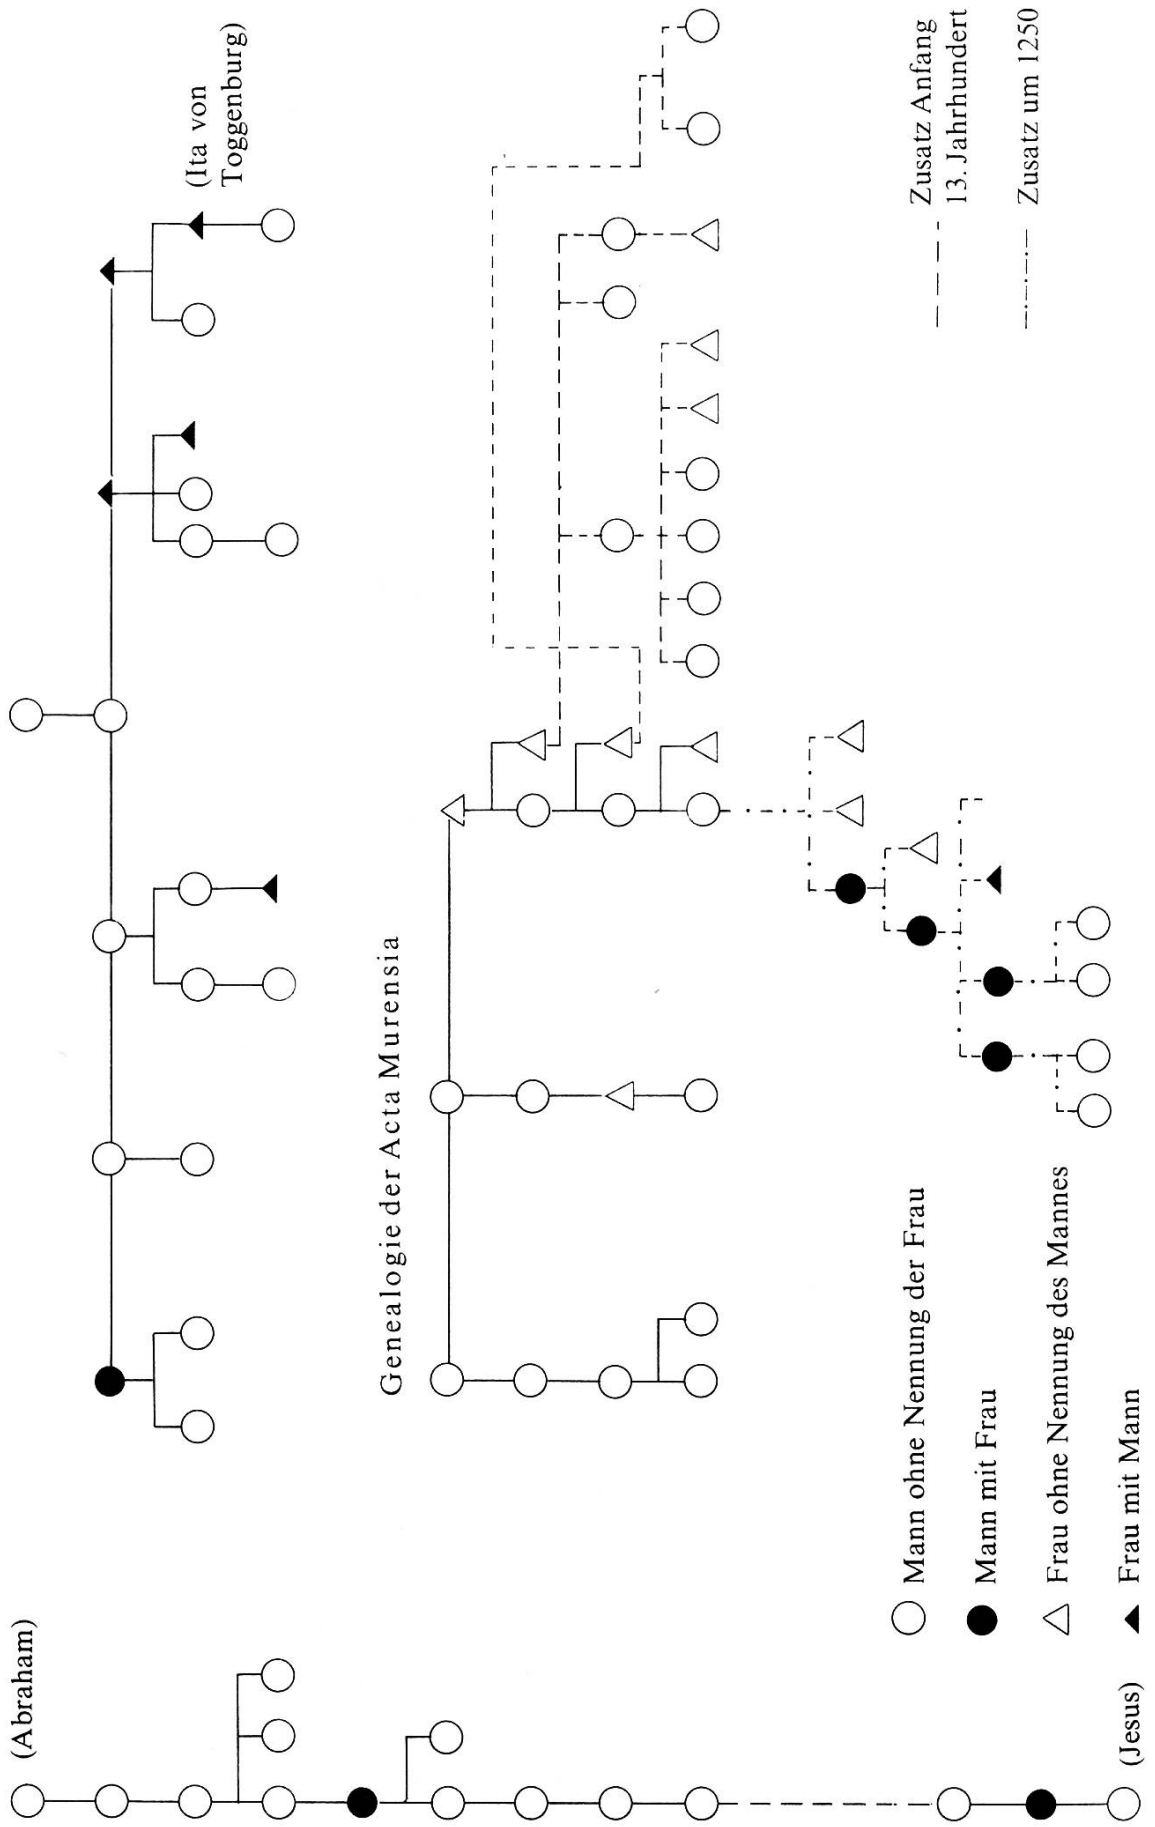 (Abraham)
(Jesus)
(Ita von
Toggenburg)
Genealogie der Acta Murensia
Mann ohne Nennung der Frau
Mann mit Frau
Frau ohne Nennung des Mannes
Frau mit Mann
Zusatz Anfang
13. Jahrhundert
Zusatz um 1250